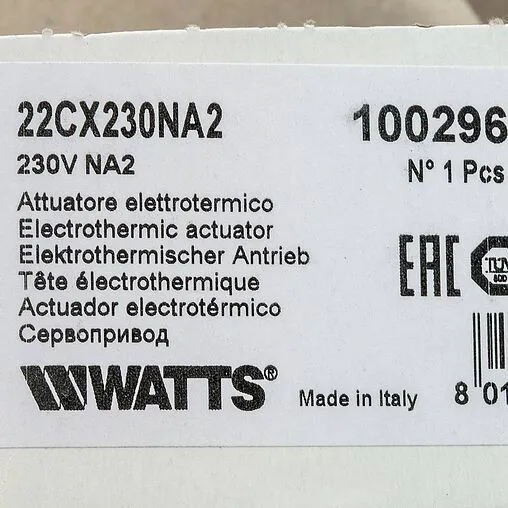 22CX230NA2
100296
230V NA2
N° 1 Pcs
Attuatore elettrotermico
Electrothermic actuator
Elektrothermischer Antrieb
Tête électrothermique
Actuador electrotérmico
Сервопривод
EAC
TÜV
WATTS®
Made in Italy
8 01